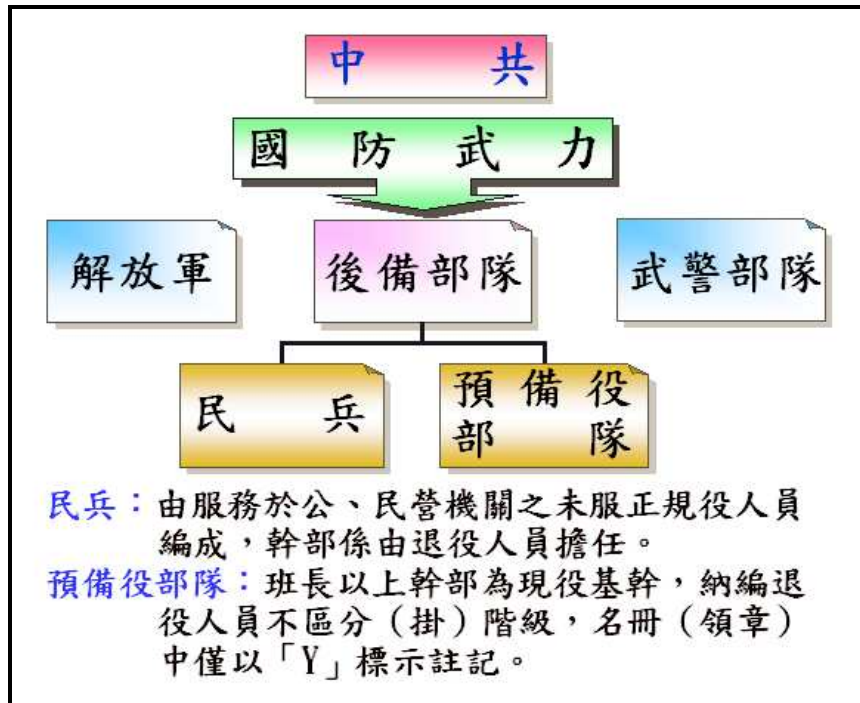 中共
國防武力
解放軍
後備部隊
武警部隊
民兵
預備役
部隊
民兵：由服務於公、民營機關之未服正規役人員
編成，幹部係由退役人員擔任。
預備役部隊：班長以上幹部為現役基幹，納編退
役人員不區分（掛）階級，名冊（領章）
中僅以「Y」標示註記。